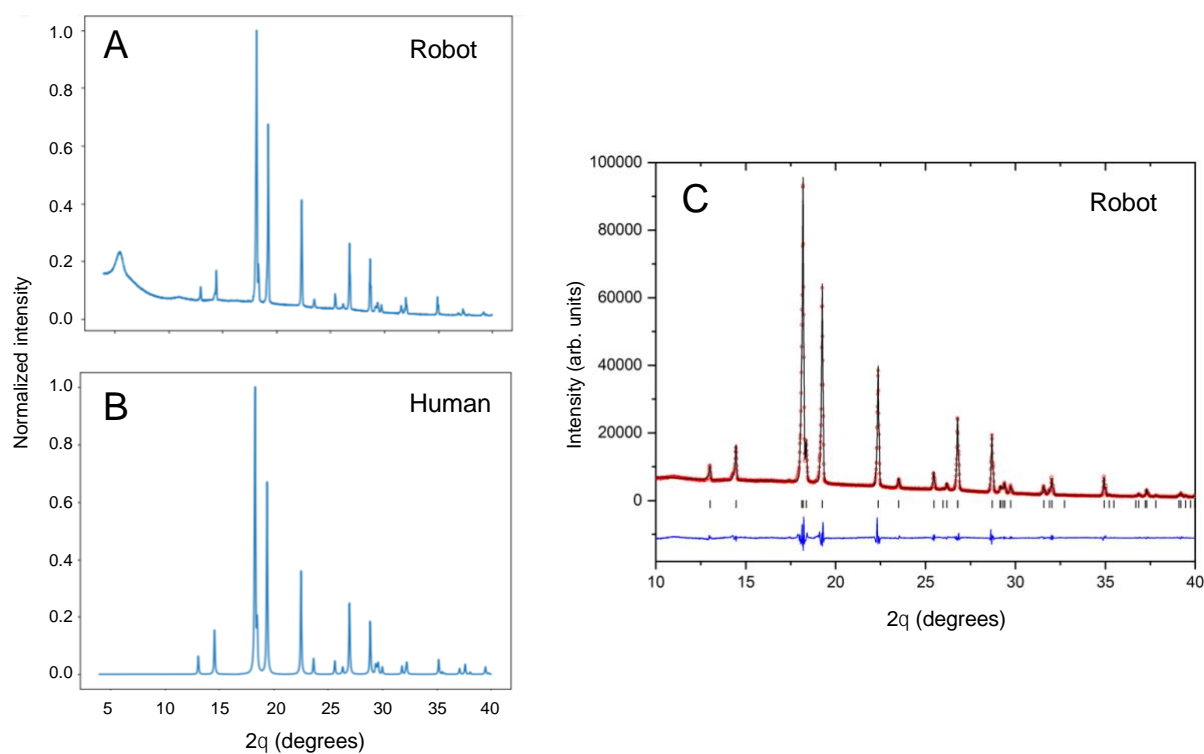 A
Robot
1.0
0.8
0.6
0.4
0.2
0.0
Normalized intensity
B
Human
1.0
0.8
0.6
0.4
0.2
0.0
5 10 15 20 25 30 35 40
2q (degrees)
C
Robot
100000
80000
60000
40000
20000
0
Intensity (arb. units)
10 15 20 25 30 35 40
2q (degrees)